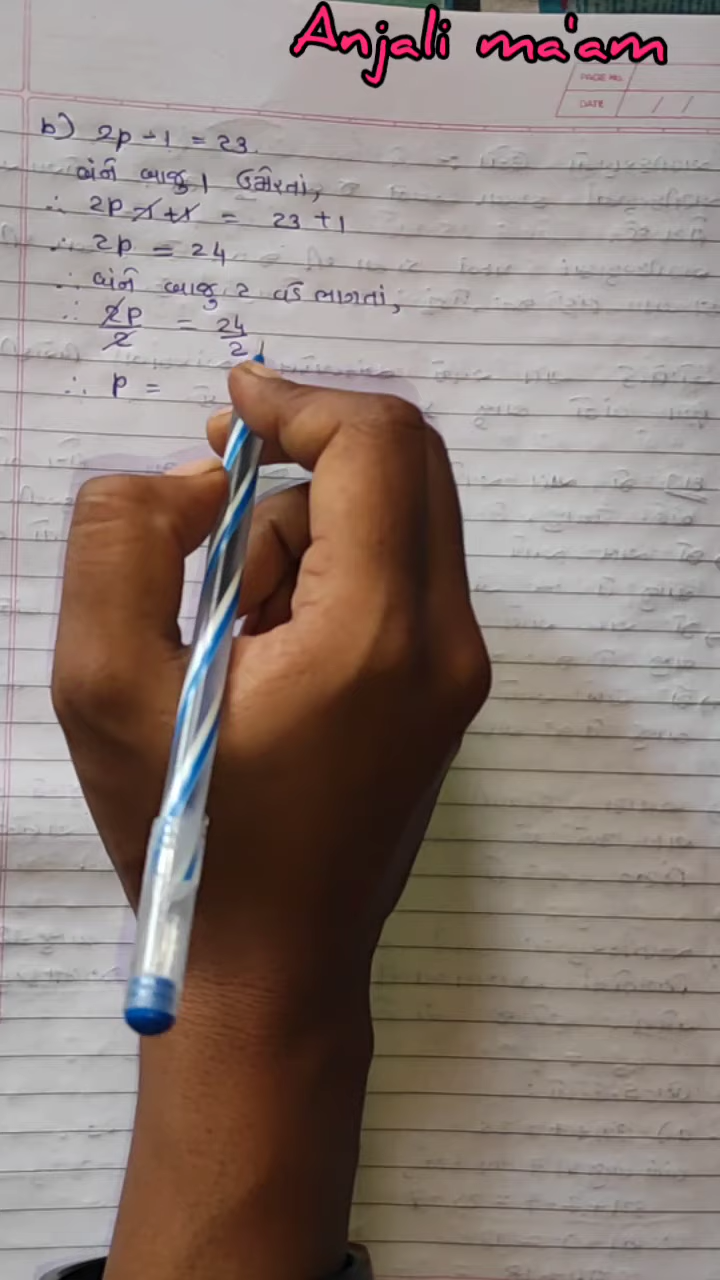 Anjali ma'am
PAGE NO.
DATE / /
b) 2p - 1 = 23.
બંને બાજુ 1 ઉમેરતાં,
∴ 2p - 1 + 1 = 23 + 1
∴ 2p = 24
∴ બંને બાજુ 2 વડે ભાગતાં,
∴ 2p/2 = 24/2
∴ p =